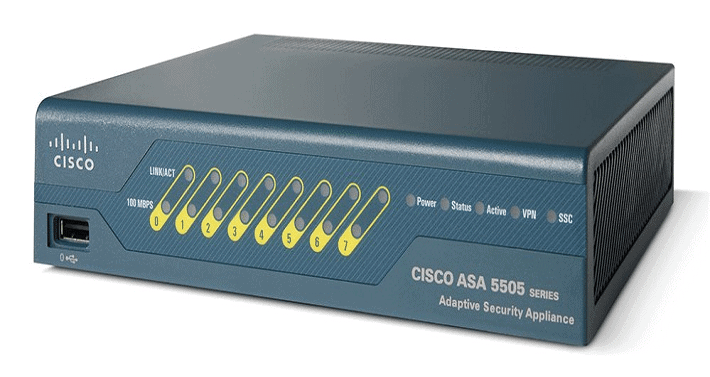 CISCO
LINK/ACT
100 MBPS
0 1 2 3 4 5 6 7
Power Status Active VPN SSC
0
CISCO ASA 5505 SERIES
Adaptive Security Appliance